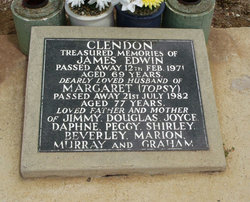 CLENDON
TREASURED MEMORIES OF
JAMES EDWIN
PASSED AWAY 12TH FEB. 1971
AGED 69 YEARS.
DEARLY LOVED HUSBAND OF
MARGARET (TOPSY)
PASSED AWAY 21ST JULY 1982
AGED 77 YEARS.
LOVED FATHER AND MOTHER
OF JIMMY, DOUGLAS, JOYCE
DAPHNE, PEGGY, SHIRLEY,
BEVERLEY, MARION,
MURRAY AND GRAHAM.